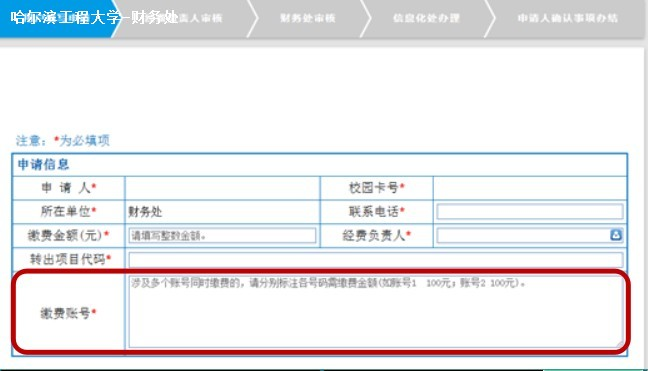 哈尔滨工程大学-财务处
责人审核
财务处审核
信息化处办理
申请人确认事项办结
注意：*为必填项
申请信息
申 请 人*
校园卡号*
所在单位*
财务处
联系电话*
缴费金额(元)*
请填写整数金额。
经费负责人*
转出项目代码*
缴费账号*
涉及多个账号同时缴费的，请分别标注各号码需缴费金额(如账号1 100元；账号2 100元)。